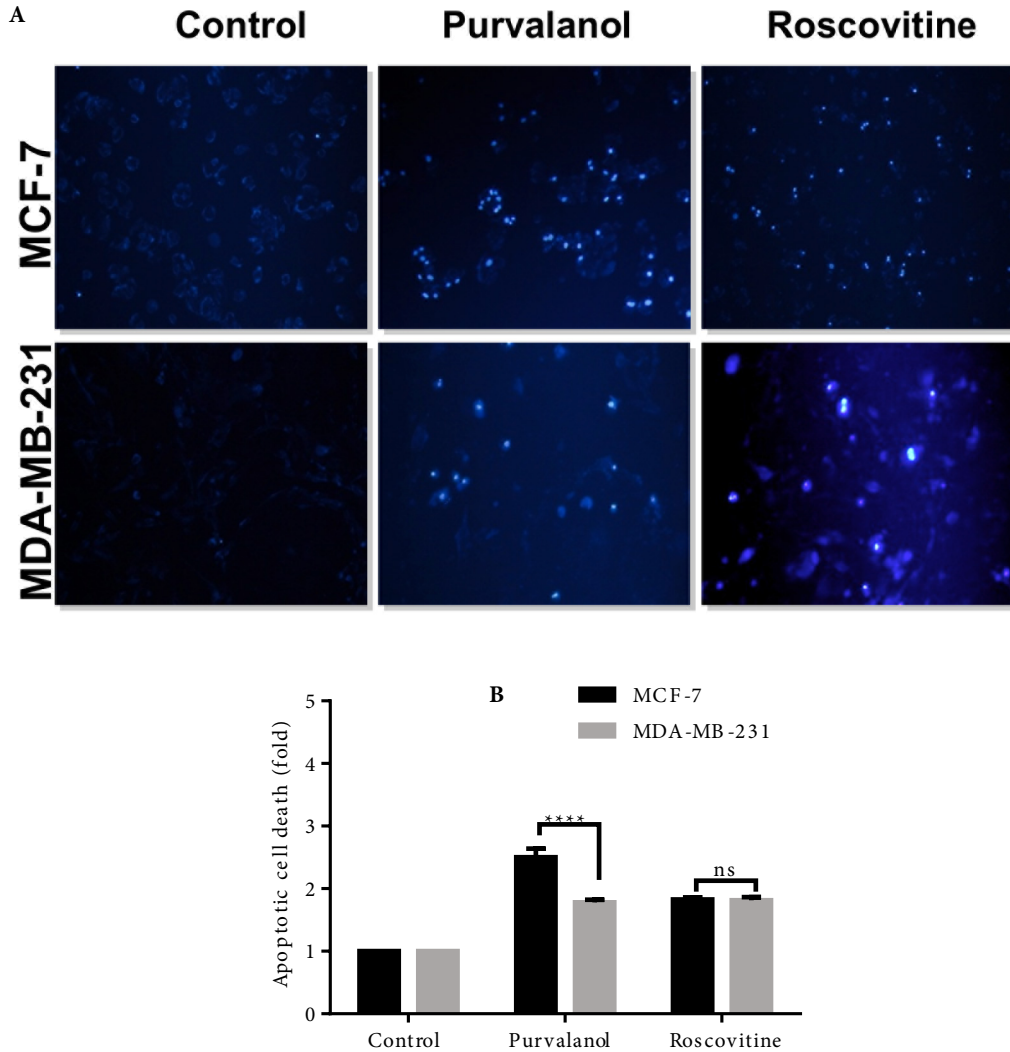 A
Control Purvalanol Roscovitine
MCF-7
MDA-MB-231
B
MCF-7
MDA-MB-231
Apoptotic cell death (fold)
5
4
3
2
1
0
****
ns
Control Purvalanol Roscovitine